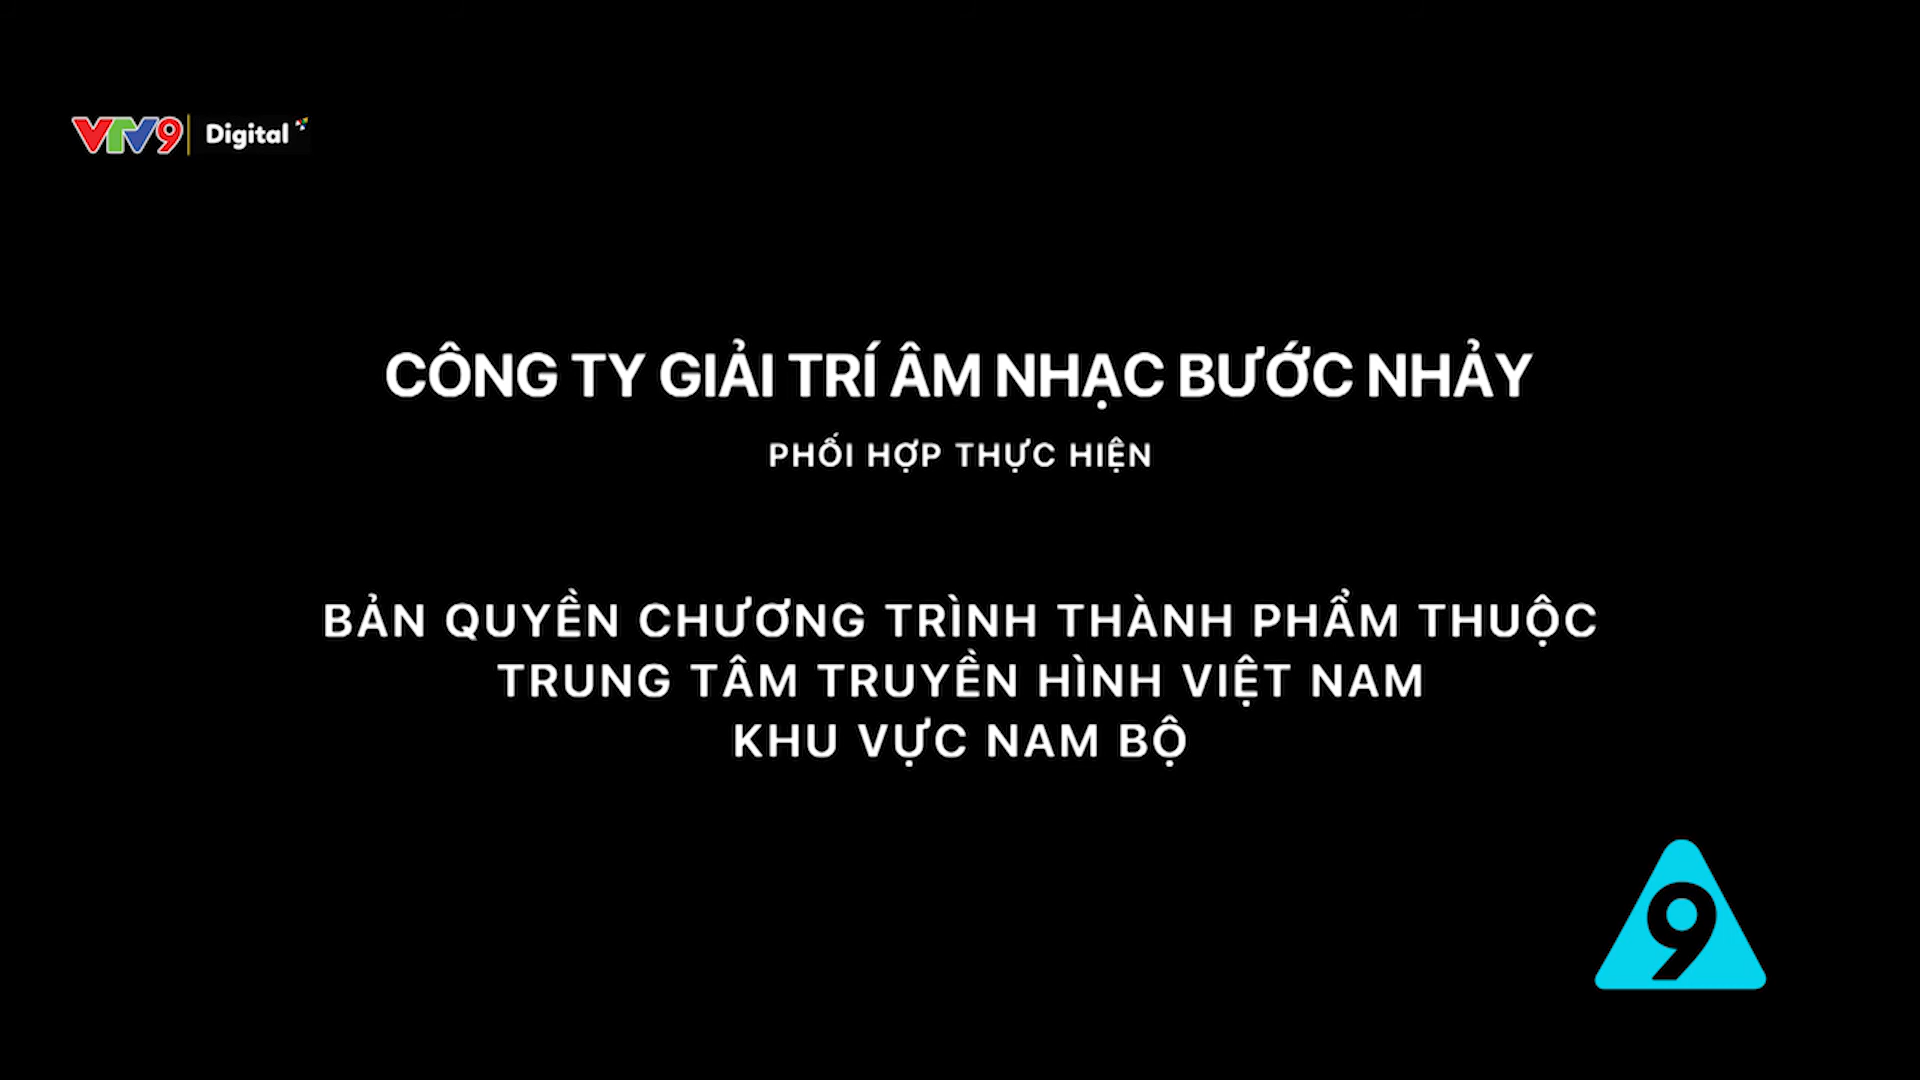 VTV9 Digital
CÔNG TY GIẢI TRÍ ÂM NHẠC BƯỚC NHẢY
PHỐI HỢP THỰC HIỆN
BẢN QUYỀN CHƯƠNG TRÌNH THÀNH PHẨM THUỘC
TRUNG TÂM TRUYỀN HÌNH VIỆT NAM
KHU VỰC NAM BỘ
9